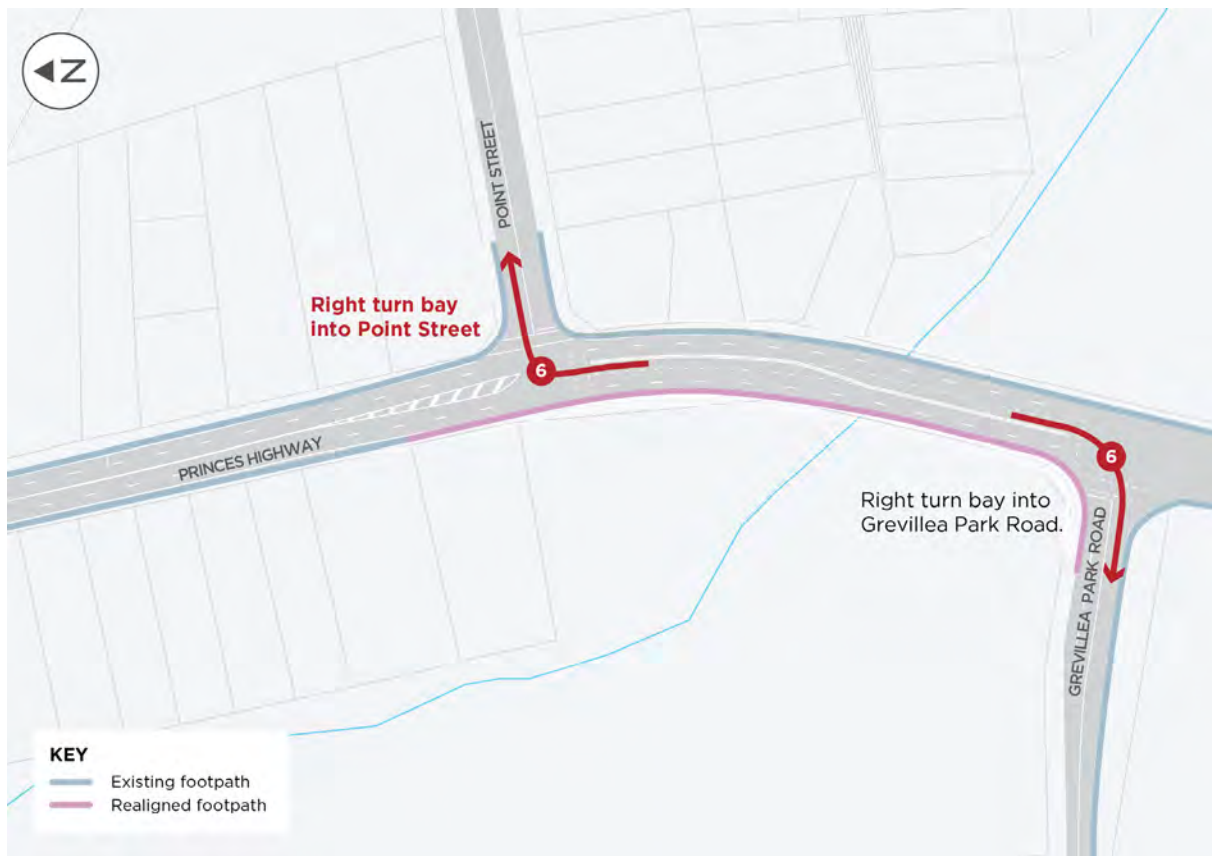 N
POINT STREET
Right turn bay
into Point Street
6
6
PRINCES HIGHWAY
Right turn bay into
Grevillea Park Road.
GREVILLEA PARK ROAD
KEY
Existing footpath
Realigned footpath